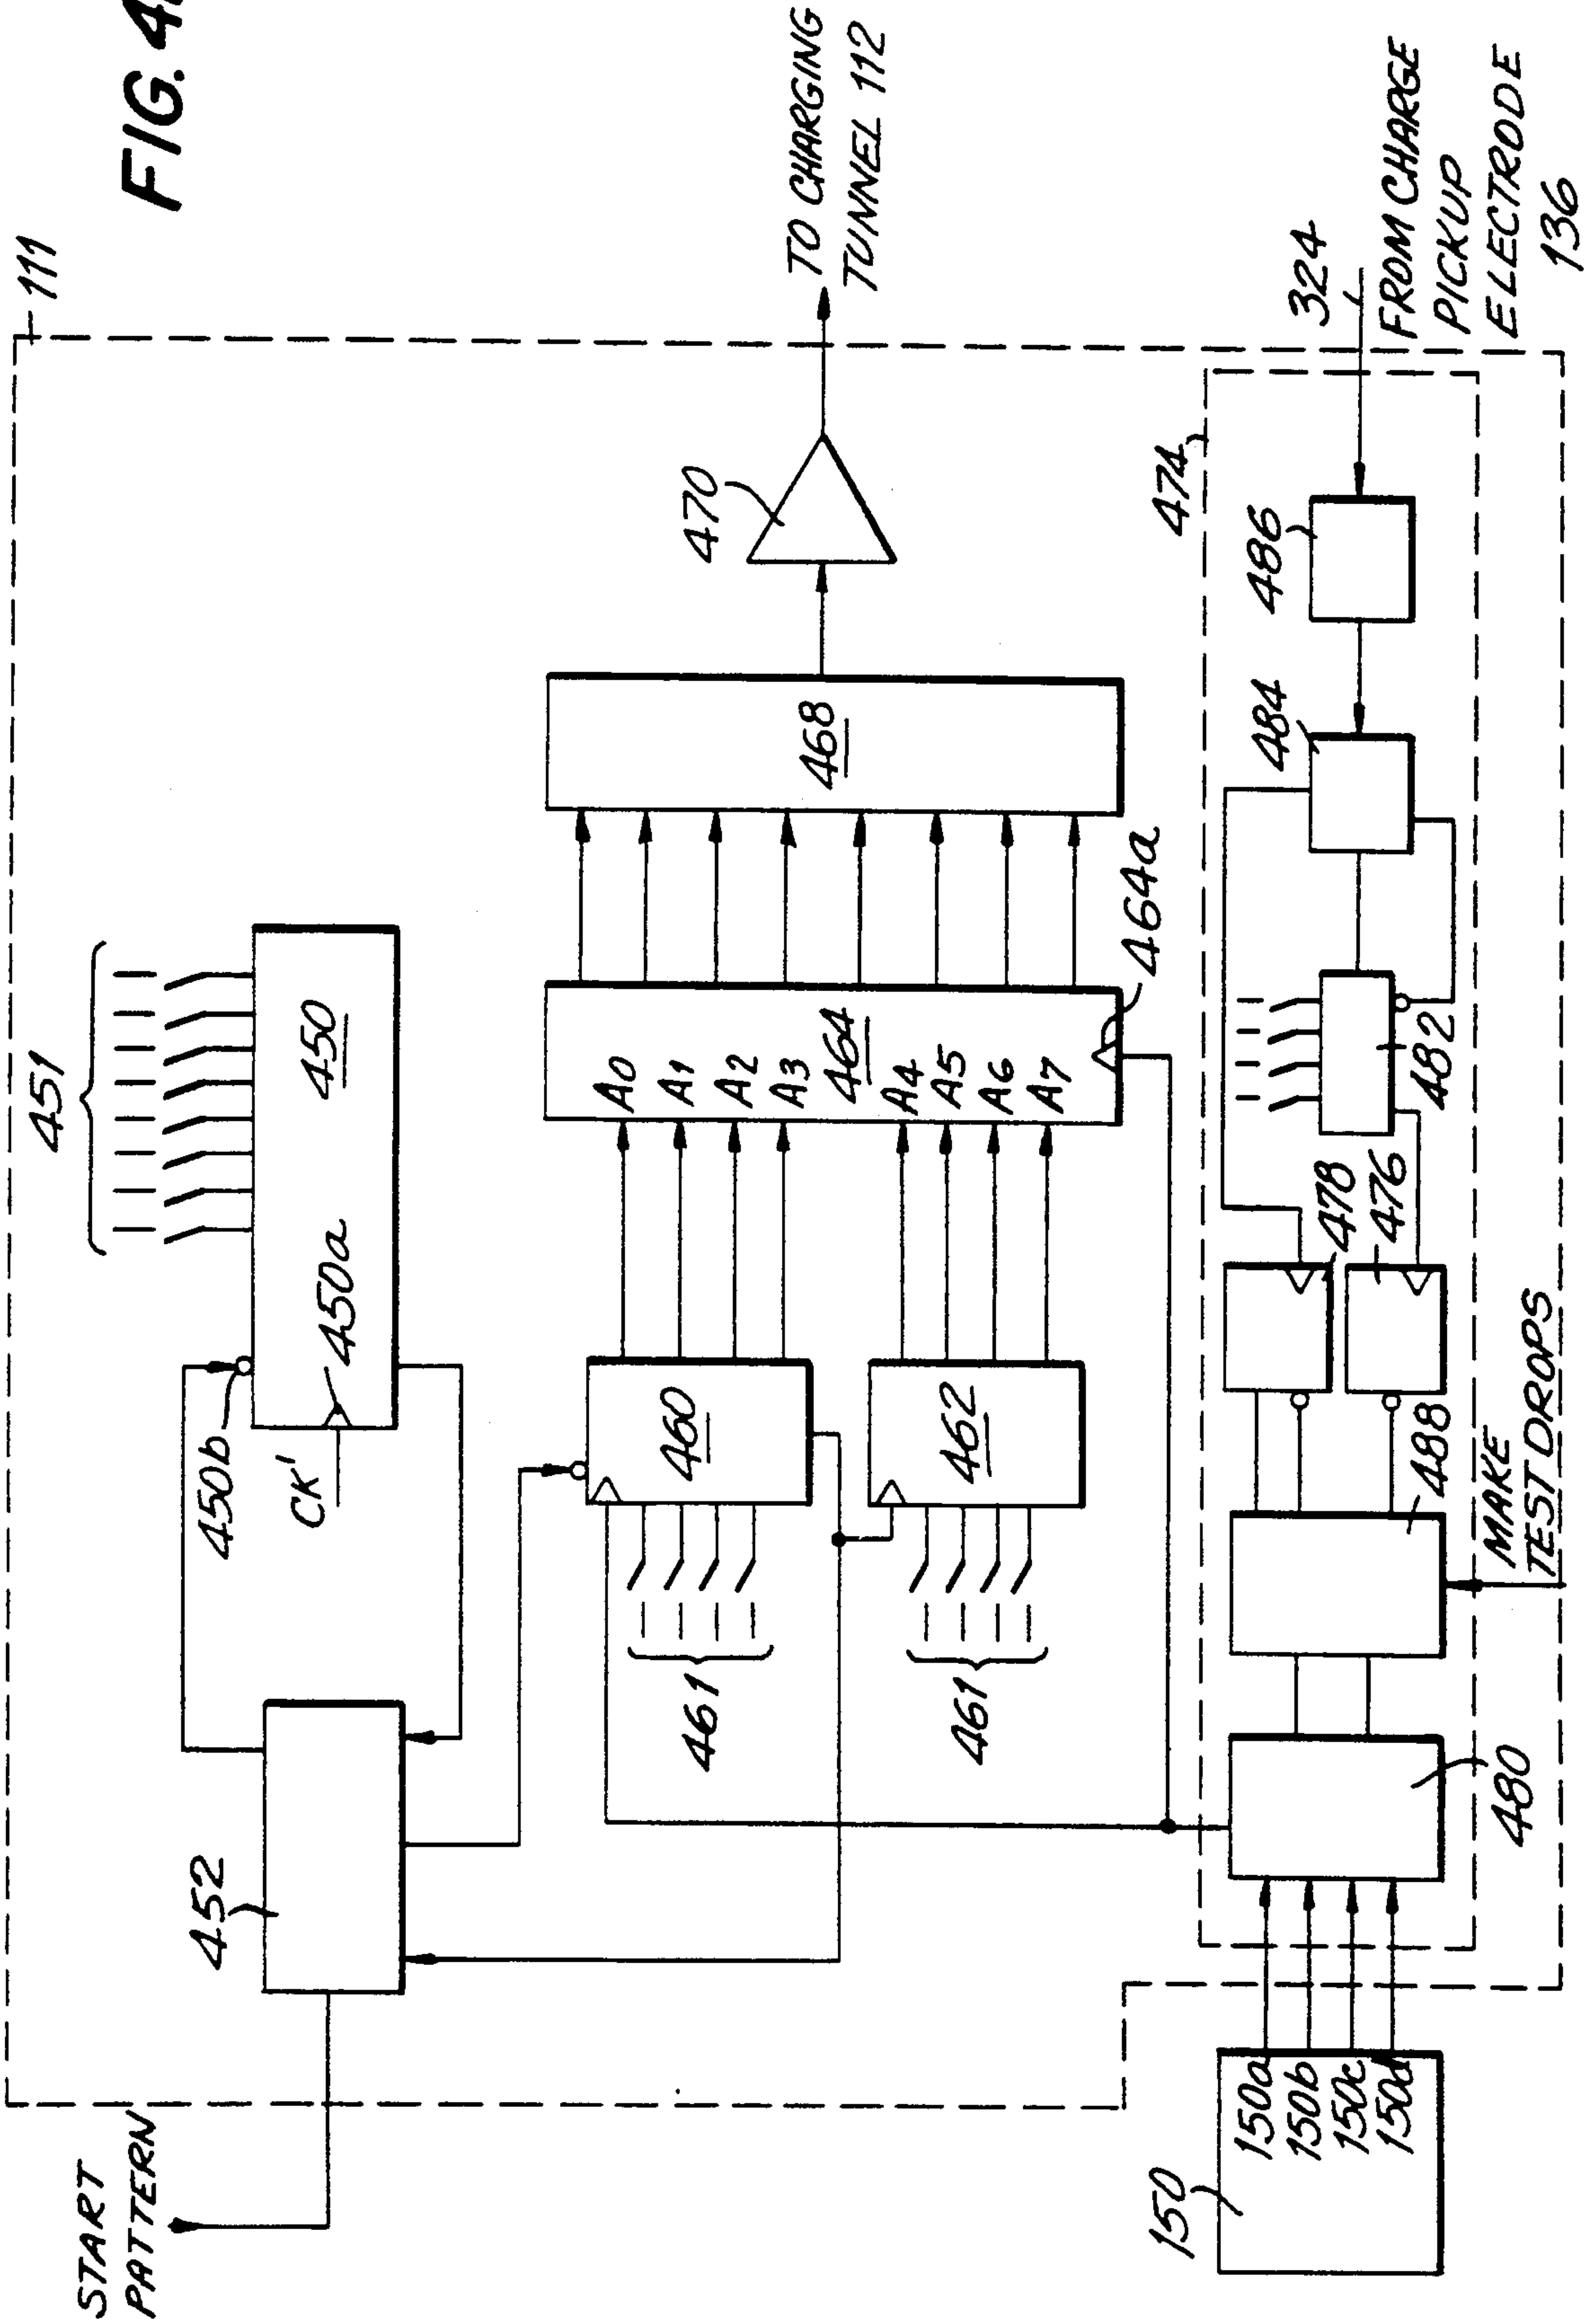 FIG. 4
111
START
PATTERN
452
450b
CK'
450a
450
451
460
461
462
461
A0
A1
A2
A3
464
A4
A5
A6
A7
464a
468
470
TO CHARGING
TUNNEL 112
474
150
150a
150b
150c
150d
480
488
MAKE
TEST DROPS
478
476
482
484
486
324
FROM CHARGE
PICKUP
ELECTRODE
136